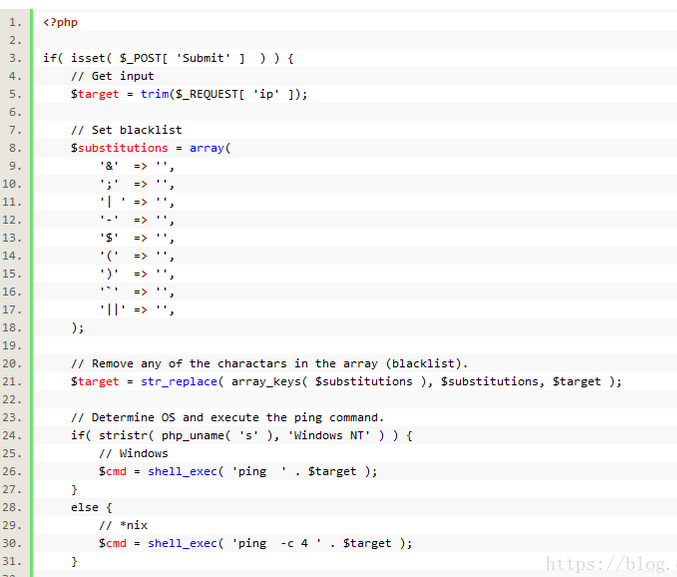 1. <?php
2.
3. if( isset( $_POST[ 'Submit' ]  ) ) {
4.     // Get input
5.     $target = trim($_REQUEST[ 'ip' ]);
6.
7.     // Set blacklist
8.     $substitutions = array(
9.         '&'  => '',
10.         ';'  => '',
11.         '| ' => '',
12.         '-'  => '',
13.         '$'  => '',
14.         '('  => '',
15.         ')'  => '',
16.         '`'  => '',
17.         '||' => '',
18.     );
19.
20.     // Remove any of the charactars in the array (blacklist).
21.     $target = str_replace( array_keys( $substitutions ), $substitutions, $target );
22.
23.     // Determine OS and execute the ping command.
24.     if( stristr( php_uname( 's' ), 'Windows NT' ) ) {
25.         // Windows
26.         $cmd = shell_exec( 'ping  ' . $target );
27.     }
28.     else {
29.         // *nix
30.         $cmd = shell_exec( 'ping  -c 4 ' . $target );
31.     }
https://blog.